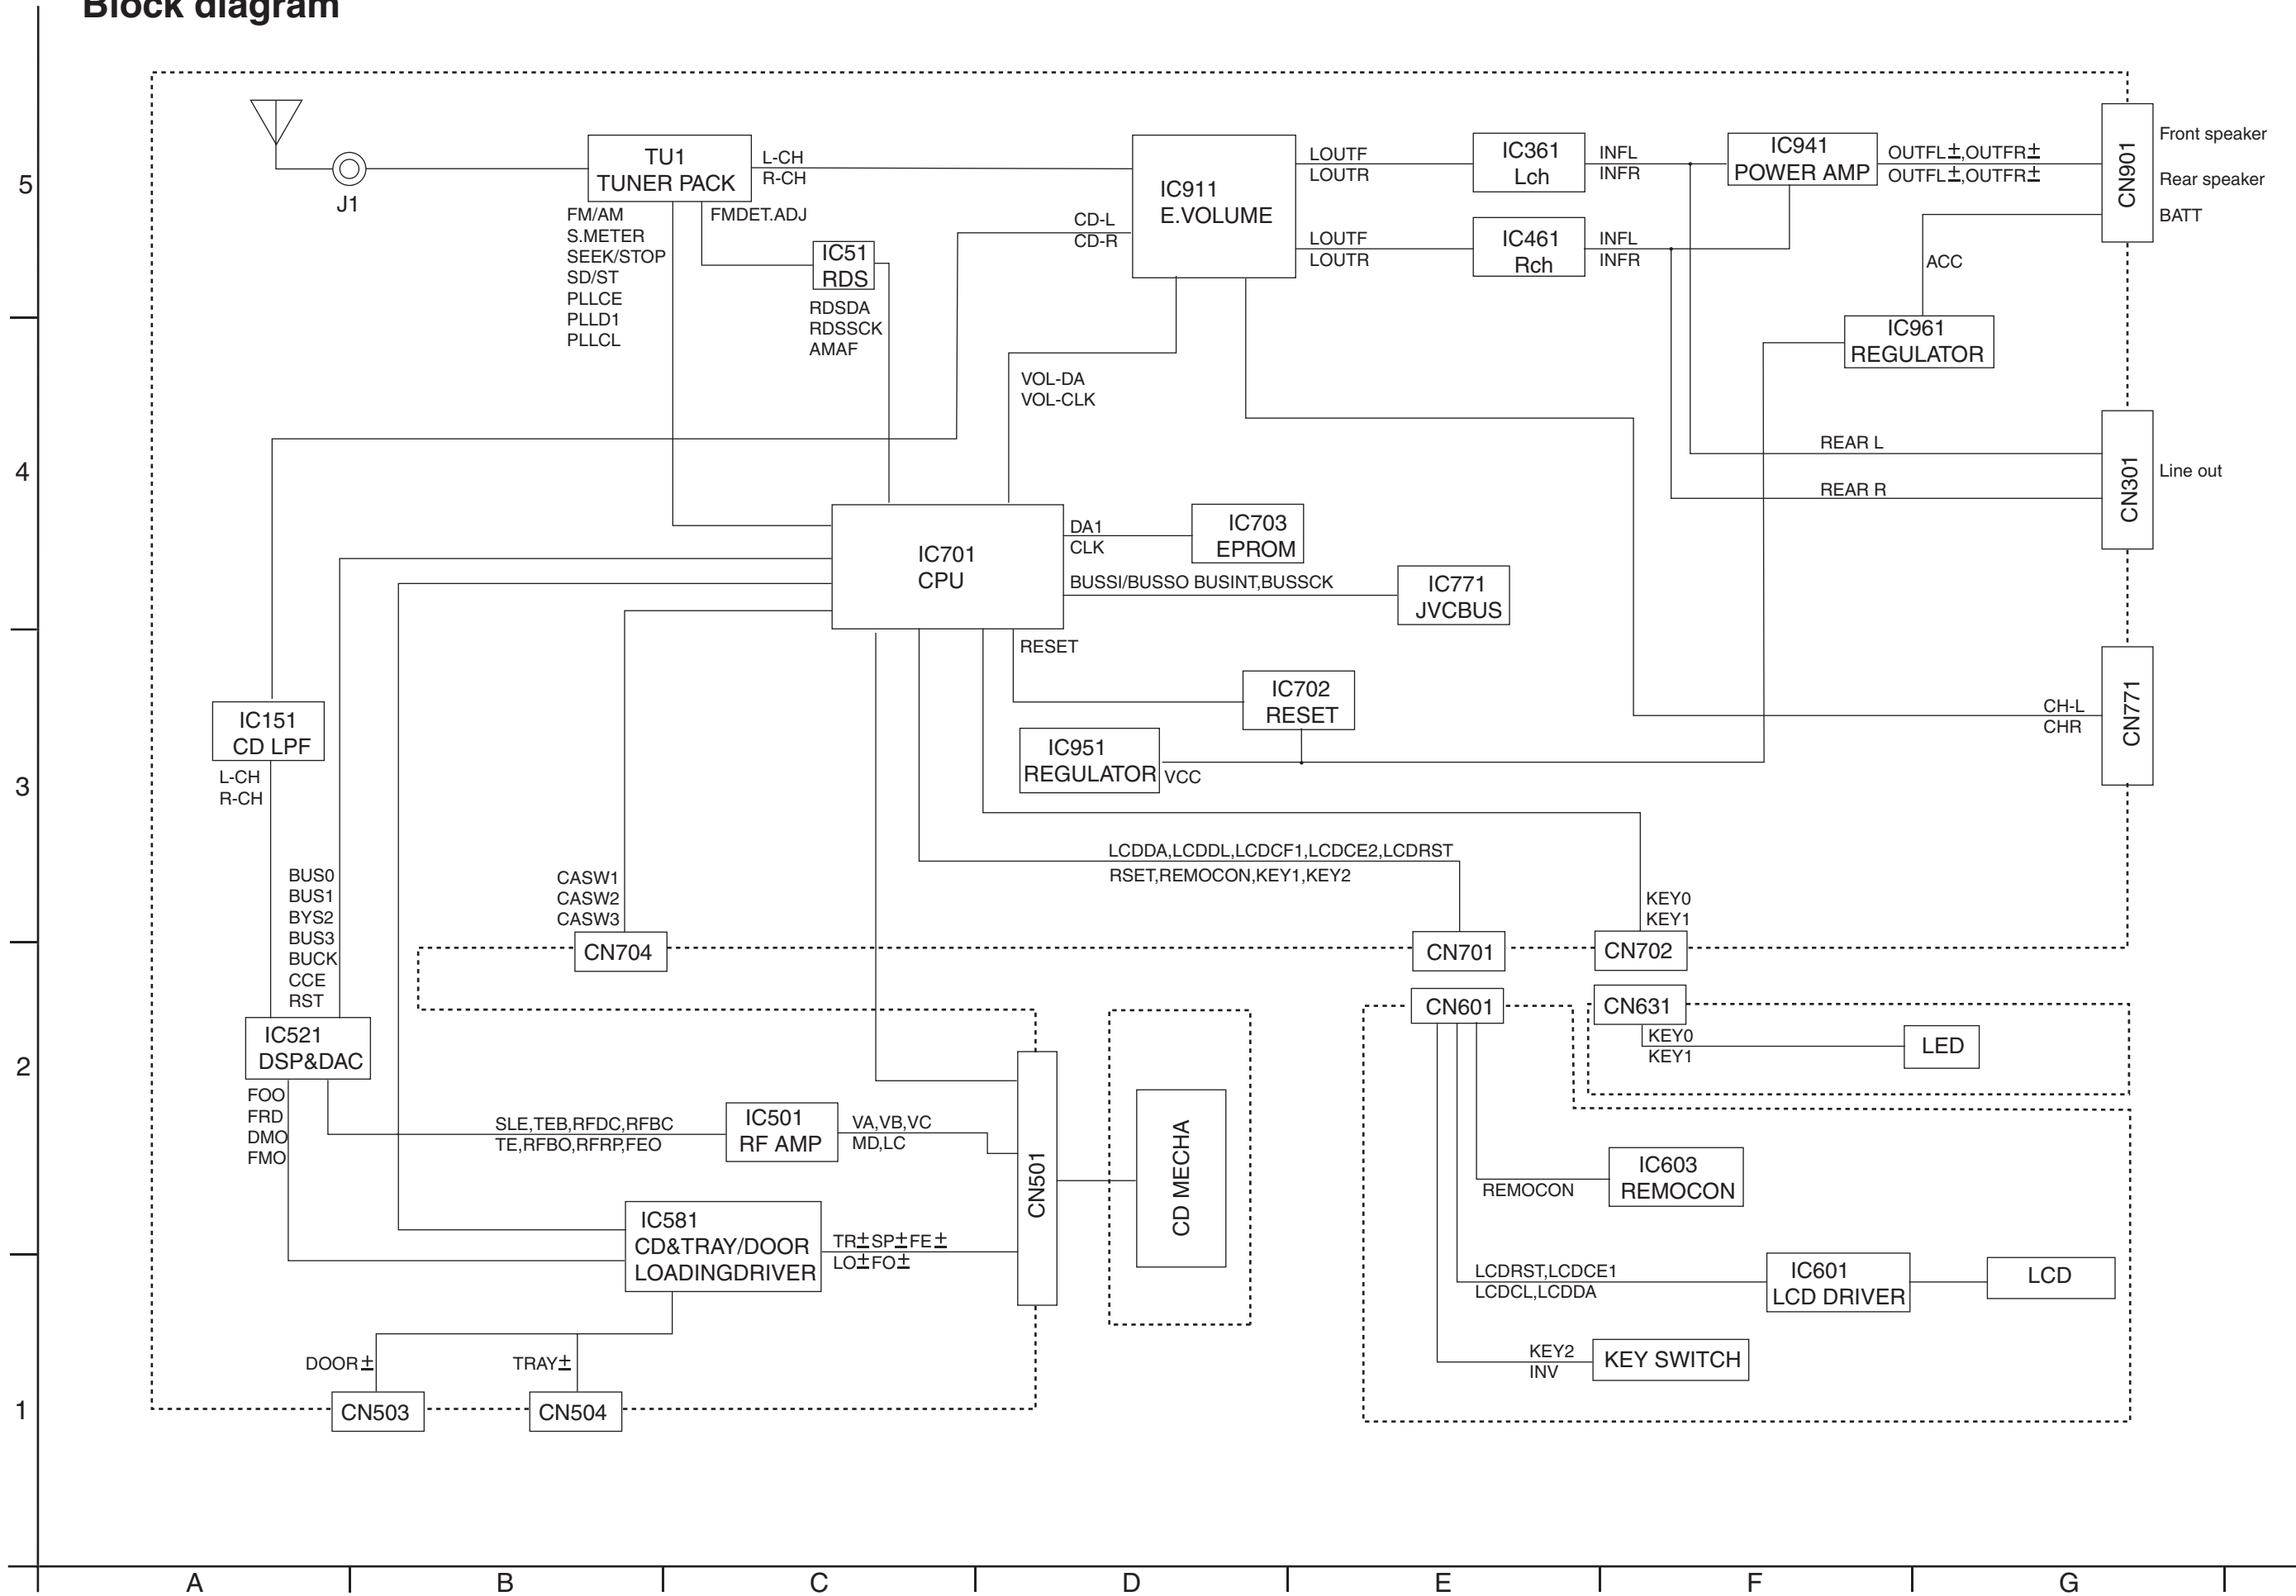 Block diagram
5
4
3
2
1
A
B
C
D
E
F
G
J1
TU1
TUNER PACK
L-CH
R-CH
FM/AM
S.METER
SEEK/STOP
SD/ST
PLLCE
PLLD1
PLLCL
FMDET.ADJ
IC51
RDS
RDSDA
RDSSCK
AMAF
CD-L
CD-R
IC911
E.VOLUME
LOUTF
LOUTR
IC361
Lch
INFL
INFR
LOUTF
LOUTR
IC461
Rch
INFL
INFR
IC941
POWER AMP
OUTFL±,OUTFR±
OUTFL±,OUTFR±
CN901
Front speaker
Rear speaker
BATT
ACC
IC961
REGULATOR
VOL-DA
VOL-CLK
REAR L
REAR R
CN301
Line out
IC701
CPU
DA1
CLK
IC703
EPROM
BUSSI/BUSSO BUSINT,BUSSCK
IC771
JVCBUS
RESET
IC702
RESET
IC951
REGULATOR
VCC
CH-L
CHR
CN771
IC151
CD LPF
L-CH
R-CH
BUS0
BUS1
BYS2
BUS3
BUCK
CCE
RST
CASW1
CASW2
CASW3
LCDDA,LCDDL,LCDCF1,LCDCE2,LCDRST
RSET,REMOCON,KEY1,KEY2
KEY0
KEY1
CN704
CN701
CN702
CN601
CN631
KEY0
KEY1
LED
IC521
DSP&DAC
FOO
FRD
DMO
FMO
SLE,TEB,RFDC,RFBC
TE,RFBO,RFRP,FEO
IC501
RF AMP
VA,VB,VC
MD,LC
CN501
CD MECHA
IC603
REMOCON
REMOCON
IC581
CD&TRAY/DOOR
LOADINGDRIVER
TR±SP±FE±
LO±FO±
LCDRST,LCDCE1
LCDCL,LCDDA
IC601
LCD DRIVER
LCD
KEY2
INV
KEY SWITCH
DOOR±
TRAY±
CN503
CN504